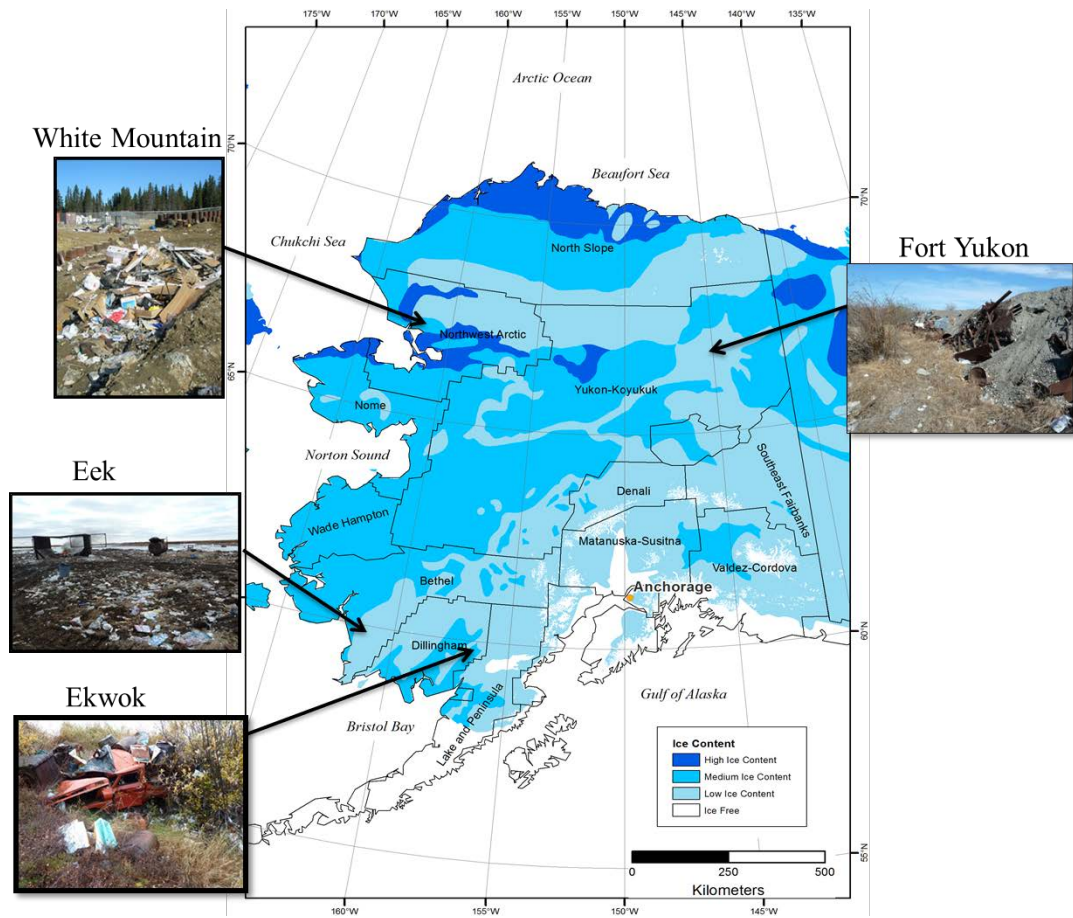 175°W
170°W
165°W
160°W
155°W
150°W
145°W
140°W
135°W
Arctic Ocean
White Mountain
70°N
Beaufort Sea
70°N
Chukchi Sea
North Slope
Fort Yukon
Northwest Arctic
65°N
Yukon-Koyukuk
Nome
Norton Sound
Eek
Southeast Fairbanks
Denali
Wade Hampton
Matanuska-Susitna
Valdez-Cordova
Bethel
Anchorage
60°N
Dillingham
Ekwok
Gulf of Alaska
Bristol Bay
Lake and Peninsula
Ice Content
High Ice Content
Medium Ice Content
Low Ice Content
Ice Free
55°N
0
250
500
Kilometers
160°W
155°W
150°W
145°W